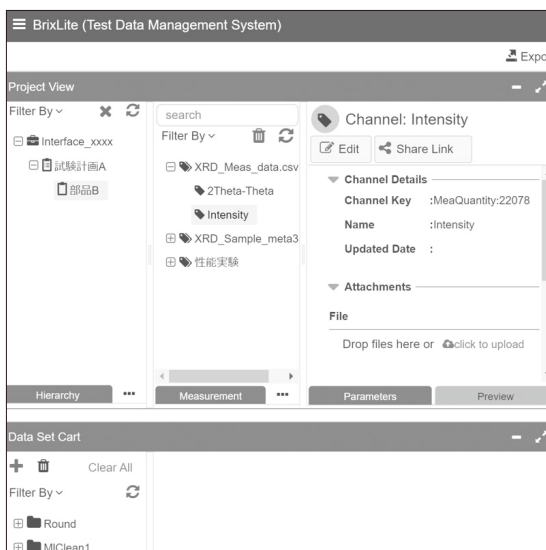 BrixLite (Test Data Management System)
Expo
Project View
Filter By
Interface_xxxx
試験計画A
部品B
Hierarchy
search
Filter By
XRD_Meas_data.csv
2Theta-Theta
Intensity
XRD_Sample_meta3
性能実験
Measurement
Channel: Intensity
Edit
Share Link
Channel Details
Channel Key :MeaQuantity:22078
Name :Intensity
Updated Date :
Attachments
File
Drop files here or click to upload
Parameters
Preview
Data Set Cart
Clear All
Filter By
Round
MIClean1